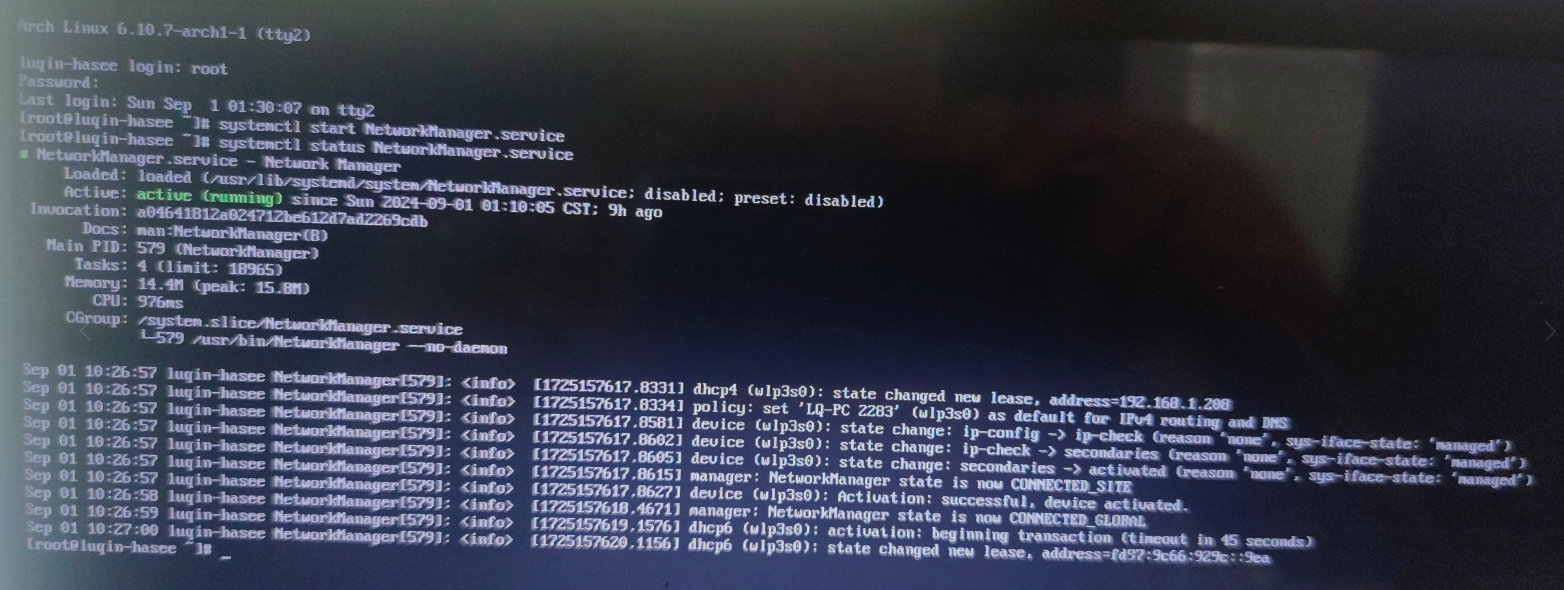 Arch Linux 6.10.7-arch1-1 (tty2)
luqin-hasee login: root
Password:
Last login: Sun Sep  1 01:30:07 on tty2
[root@luqin-hasee ~]# systemctl start NetworkManager.service
[root@luqin-hasee ~]# systemctl status NetworkManager.service
■ NetworkManager.service - Network Manager
Loaded: loaded (/usr/lib/systemd/system/NetworkManager.service; disabled; preset: disabled)
Active: active (running) since Sun 2024-09-01 01:10:05 CST; 9h ago
Invocation: a04641812a024712be612d7ad2269cdb
Docs: man:NetworkManager(8)
Main PID: 579 (NetworkManager)
Tasks: 4 (limit: 18965)
Memory: 14.4M (peak: 15.8M)
CPU: 976ms
CGroup: /system.slice/NetworkManager.service
└─579 /usr/bin/NetworkManager --no-daemon
Sep 01 10:26:57 luqin-hasee NetworkManager[579]: <info>  [1725157617.8331] dhcp4 (wlp3s0): state changed new lease, address=192.168.1.208
Sep 01 10:26:57 luqin-hasee NetworkManager[579]: <info>  [1725157617.8334] policy: set 'LQ-PC 2283' (wlp3s0) as default for IPv4 routing and DNS
Sep 01 10:26:57 luqin-hasee NetworkManager[579]: <info>  [1725157617.8581] device (wlp3s0): state change: ip-config -> ip-check (reason 'none', sys-iface-state: 'managed')
Sep 01 10:26:57 luqin-hasee NetworkManager[579]: <info>  [1725157617.8602] device (wlp3s0): state change: ip-check -> secondaries (reason 'none', sys-iface-state: 'managed')
Sep 01 10:26:57 luqin-hasee NetworkManager[579]: <info>  [1725157617.8605] device (wlp3s0): state change: secondaries -> activated (reason 'none', sys-iface-state: 'managed')
Sep 01 10:26:57 luqin-hasee NetworkManager[579]: <info>  [1725157617.8615] manager: NetworkManager state is now CONNECTED_SITE
Sep 01 10:26:57 luqin-hasee NetworkManager[579]: <info>  [1725157617.8627] device (wlp3s0): Activation: successful, device activated.
Sep 01 10:26:58 luqin-hasee NetworkManager[579]: <info>  [1725157618.4671] manager: NetworkManager state is now CONNECTED_GLOBAL
Sep 01 10:26:59 luqin-hasee NetworkManager[579]: <info>  [1725157619.1576] dhcp6 (wlp3s0): activation: beginning transaction (timeout in 45 seconds)
Sep 01 10:27:00 luqin-hasee NetworkManager[579]: <info>  [1725157620.1156] dhcp6 (wlp3s0): state changed new lease, address=fd97:9c66:929c::9ea
[root@luqin-hasee ~]# _